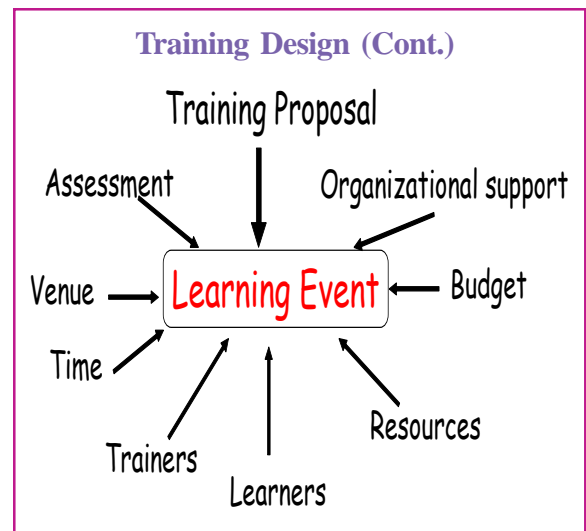 Training Design (Cont.)
Training Proposal
Assessment
Organizational support
Venue
Learning Event
Budget
Time
Resources
Trainers
Learners